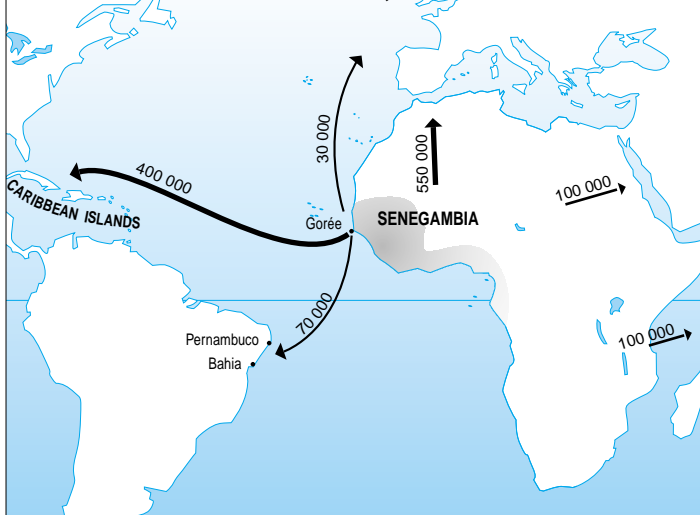 30 000
550 000
400 000
100 000
CARIBBEAN ISLANDS
Gorée
SENEGAMBIA
70 000
Pernambuco
100 000
Bahia